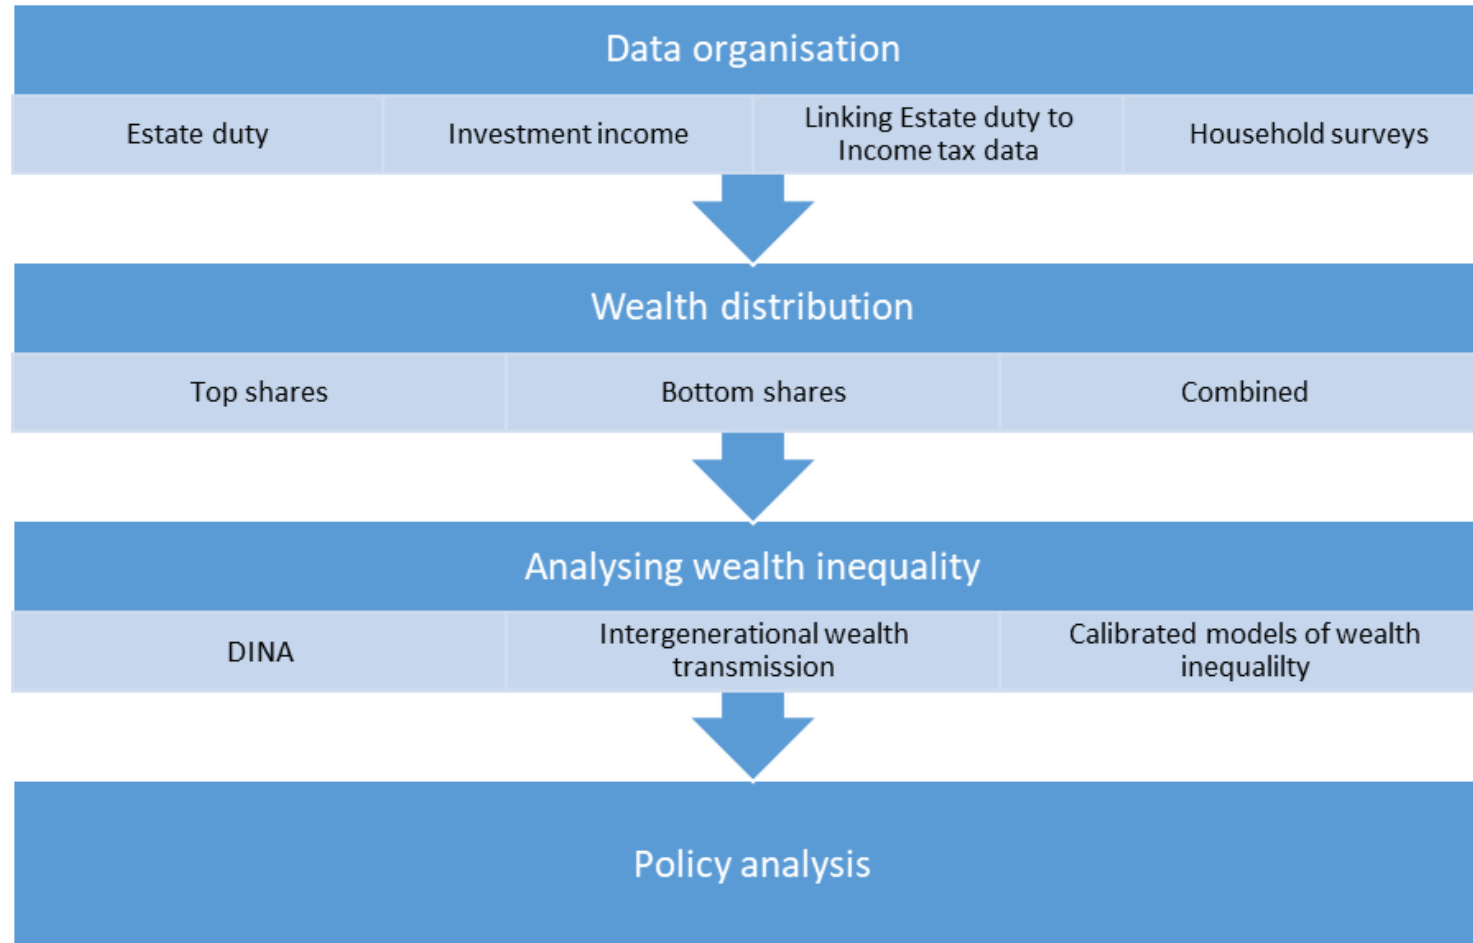 Data organisation
Estate duty
Investment income
Linking Estate duty to
Income tax data
Household surveys
Wealth distribution
Top shares
Bottom shares
Combined
Analysing wealth inequality
DINA
Intergenerational wealth
transmission
Calibrated models of wealth
inequalilty
Policy analysis